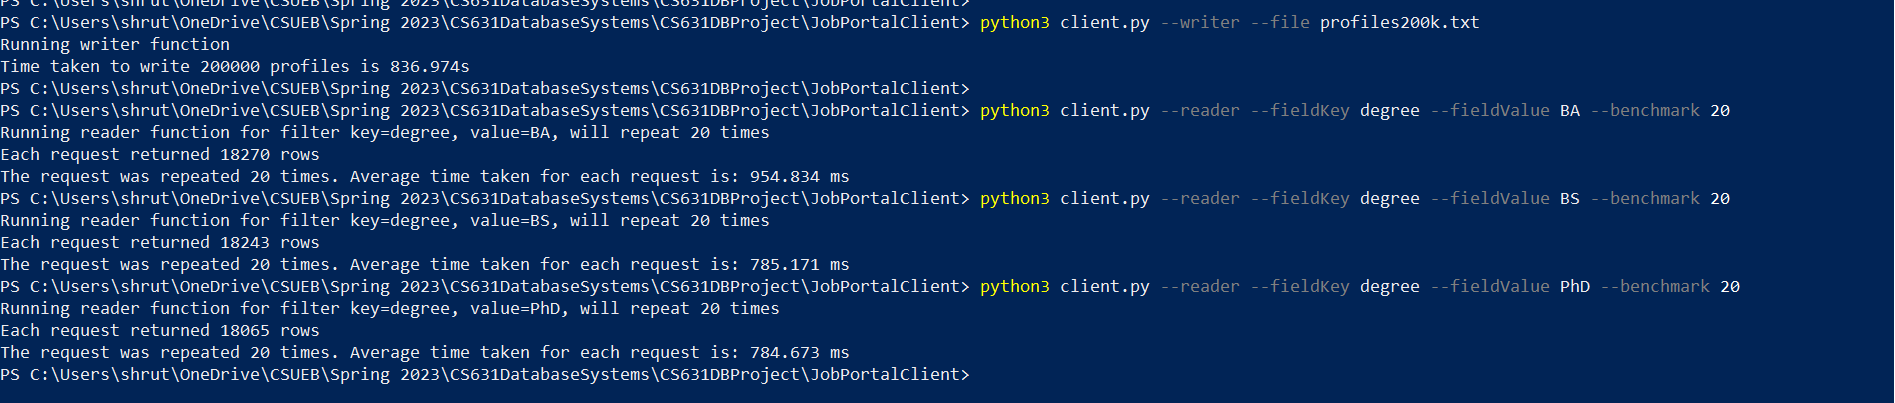 PS C:\Users\shrut\OneDrive\CSUEB\Spring 2023\CS631DatabaseSystems\CS631DBProject\JobPortalClient>
PS C:\Users\shrut\OneDrive\CSUEB\Spring 2023\CS631DatabaseSystems\CS631DBProject\JobPortalClient> python3 client.py --writer --file profiles200k.txt
Running writer function
Time taken to write 200000 profiles is 836.974s
PS C:\Users\shrut\OneDrive\CSUEB\Spring 2023\CS631DatabaseSystems\CS631DBProject\JobPortalClient>
PS C:\Users\shrut\OneDrive\CSUEB\Spring 2023\CS631DatabaseSystems\CS631DBProject\JobPortalClient> python3 client.py --reader --fieldKey degree --fieldValue BA --benchmark 20
Running reader function for filter key=degree, value=BA, will repeat 20 times
Each request returned 18270 rows
The request was repeated 20 times. Average time taken for each request is: 954.834 ms
PS C:\Users\shrut\OneDrive\CSUEB\Spring 2023\CS631DatabaseSystems\CS631DBProject\JobPortalClient> python3 client.py --reader --fieldKey degree --fieldValue BS --benchmark 20
Running reader function for filter key=degree, value=BS, will repeat 20 times
Each request returned 18243 rows
The request was repeated 20 times. Average time taken for each request is: 785.171 ms
PS C:\Users\shrut\OneDrive\CSUEB\Spring 2023\CS631DatabaseSystems\CS631DBProject\JobPortalClient> python3 client.py --reader --fieldKey degree --fieldValue PhD --benchmark 20
Running reader function for filter key=degree, value=PhD, will repeat 20 times
Each request returned 18065 rows
The request was repeated 20 times. Average time taken for each request is: 784.673 ms
PS C:\Users\shrut\OneDrive\CSUEB\Spring 2023\CS631DatabaseSystems\CS631DBProject\JobPortalClient>